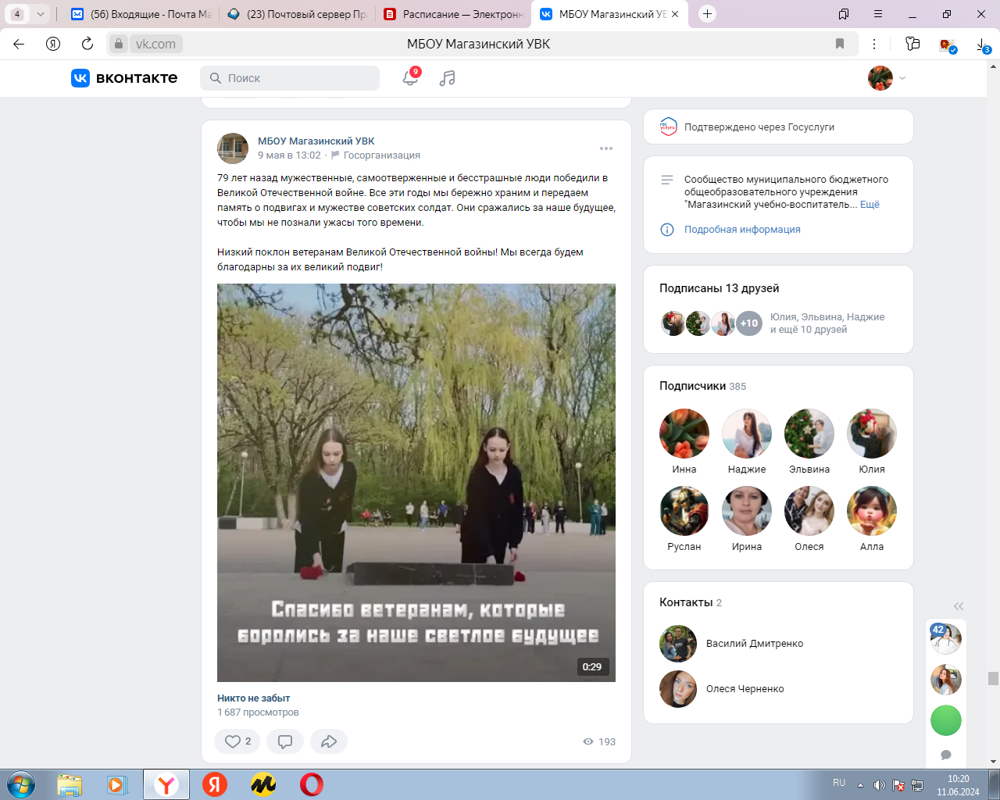 4
(56) Входящие - Почта Ма
(23) Почтовый сервер Пр
Расписание — Электронн
МБОУ Магазинский УВ
vk.com
МБОУ Магазинский УВК
3
вконтакте
Поиск
9
МБОУ Магазинский УВК
9 мая в 13:02 · Госорганизация
79 лет назад мужественные, самоотверженные и бесстрашные люди победили в
Великой Отечественной войне. Все эти годы мы бережно храним и передаем
память о подвигах и мужестве советских солдат. Они сражались за наше будущее,
чтобы мы не познали ужасы того времени.
Низкий поклон ветеранам Великой Отечественной войны! Мы всегда будем
благодарны за их великий подвиг!
Спасибо ветеранам, которые
боролись за наше светлое будущее
0:29
Никто не забыт
1 687 просмотров
2
193
гос
услуги
Подтверждено через Госуслуги
Сообщество муниципального бюджетного
общеобразовательного учреждения
"Магазинский учебно-воспитатель... Ещё
Подробная информация
Подписаны 13 друзей
+10
Юлия, Эльвина, Наджие
и ещё 10 друзей
Подписчики 385
Инна
Наджие
Эльвина
Юлия
Руслан
Ирина
Олеся
Алла
Контакты 2
Василий Дмитренко
Олеся Черненко
42
RU
10:20
11.06.2024